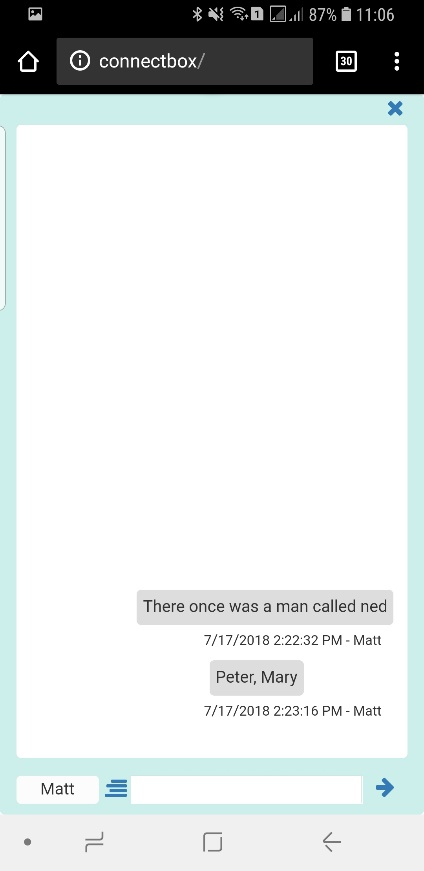 1 87% 11:06
connectbox/
30
There once was a man called ned
7/17/2018 2:22:32 PM - Matt
Peter, Mary
7/17/2018 2:23:16 PM - Matt
Matt